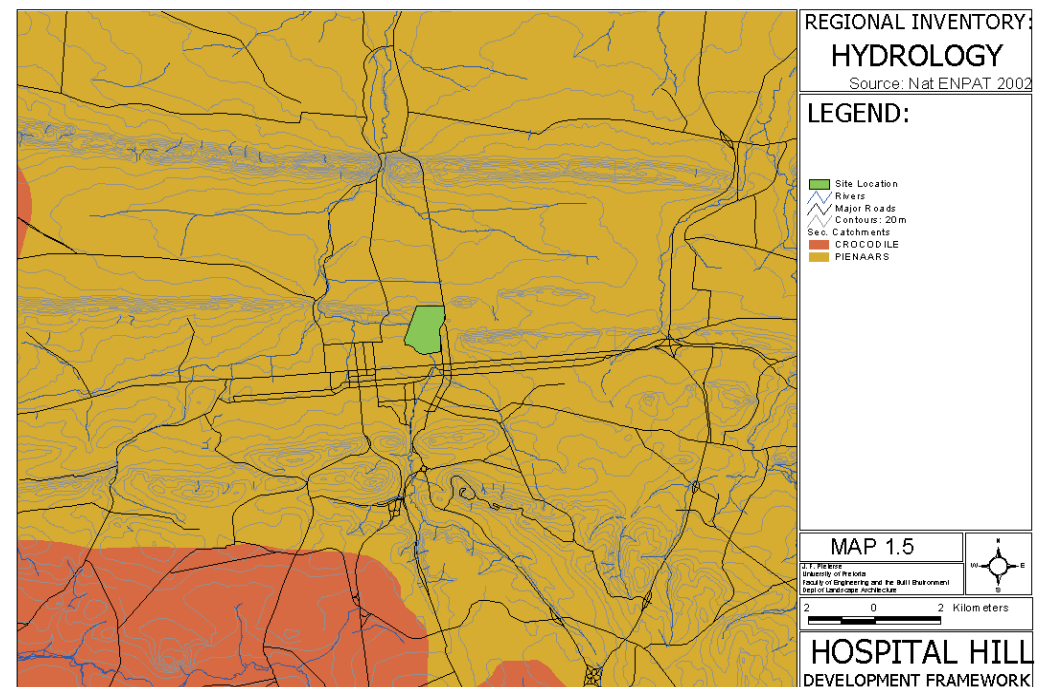 REGIONAL INVENTORY:
HYDROLOGY
Source: Nat ENPAT 2002
LEGEND:
Site Location
Rivers
Major Roads
Contours: 20m
Sec. Catchments
CROCODILE
PIENAARS
MAP 1.5
J. F. Pieterse
University of Pretoria
Faculty of Engineering and the Built Environment
Dept of Landscape Architecture
N
W E
S
2 0 2 Kilometers
HOSPITAL HILL
DEVELOPMENT FRAMEWORK